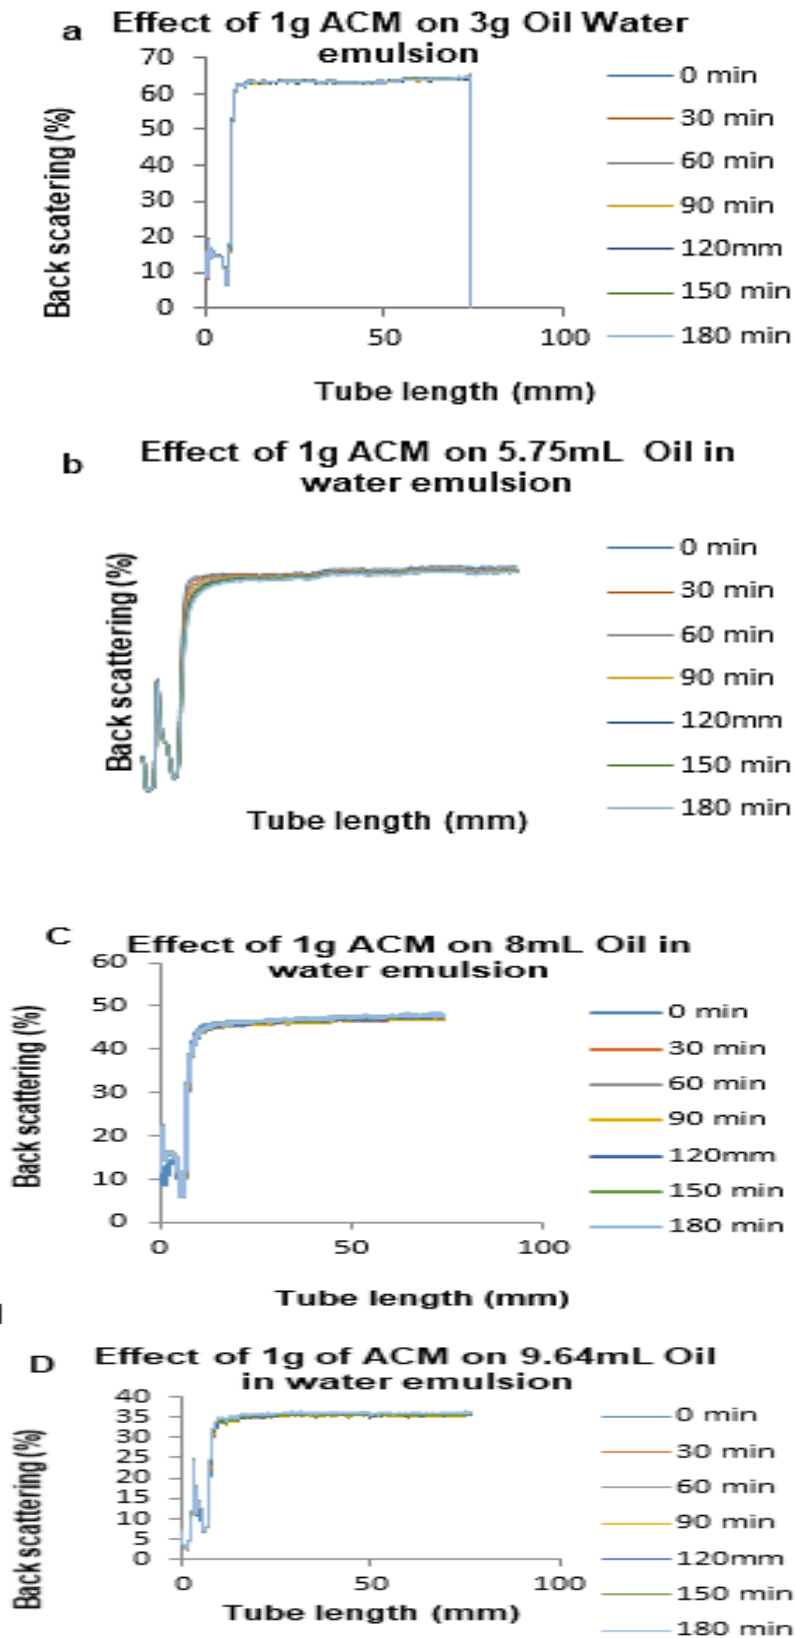 a
Effect of 1g ACM on 3g Oil Water
emulsion
70
60
50
40
30
20
10
0
0 50 100
Back scatering (%)
Tube length (mm)
0 min
30 min
60 min
90 min
120mm
150 min
180 min
b
Effect of 1g ACM on 5.75mL Oil in
water emulsion
Back scattering (%)
Tube length (mm)
0 min
30 min
60 min
90 min
120mm
150 min
180 min
C
Effect of 1g ACM on 8mL Oil in
water emulsion
60
50
40
30
20
10
0
0 50 100
Back scattering (%)
Tube length (mm)
0 min
30 min
60 min
90 min
120mm
150 min
180 min
D
Effect of 1g of ACM on 9.64mL Oil
in water emulsion
40
35
30
25
20
15
10
5
0
0 50 100
Back scattering (%)
Tube length (mm)
0 min
30 min
60 min
90 min
120mm
150 min
180 min